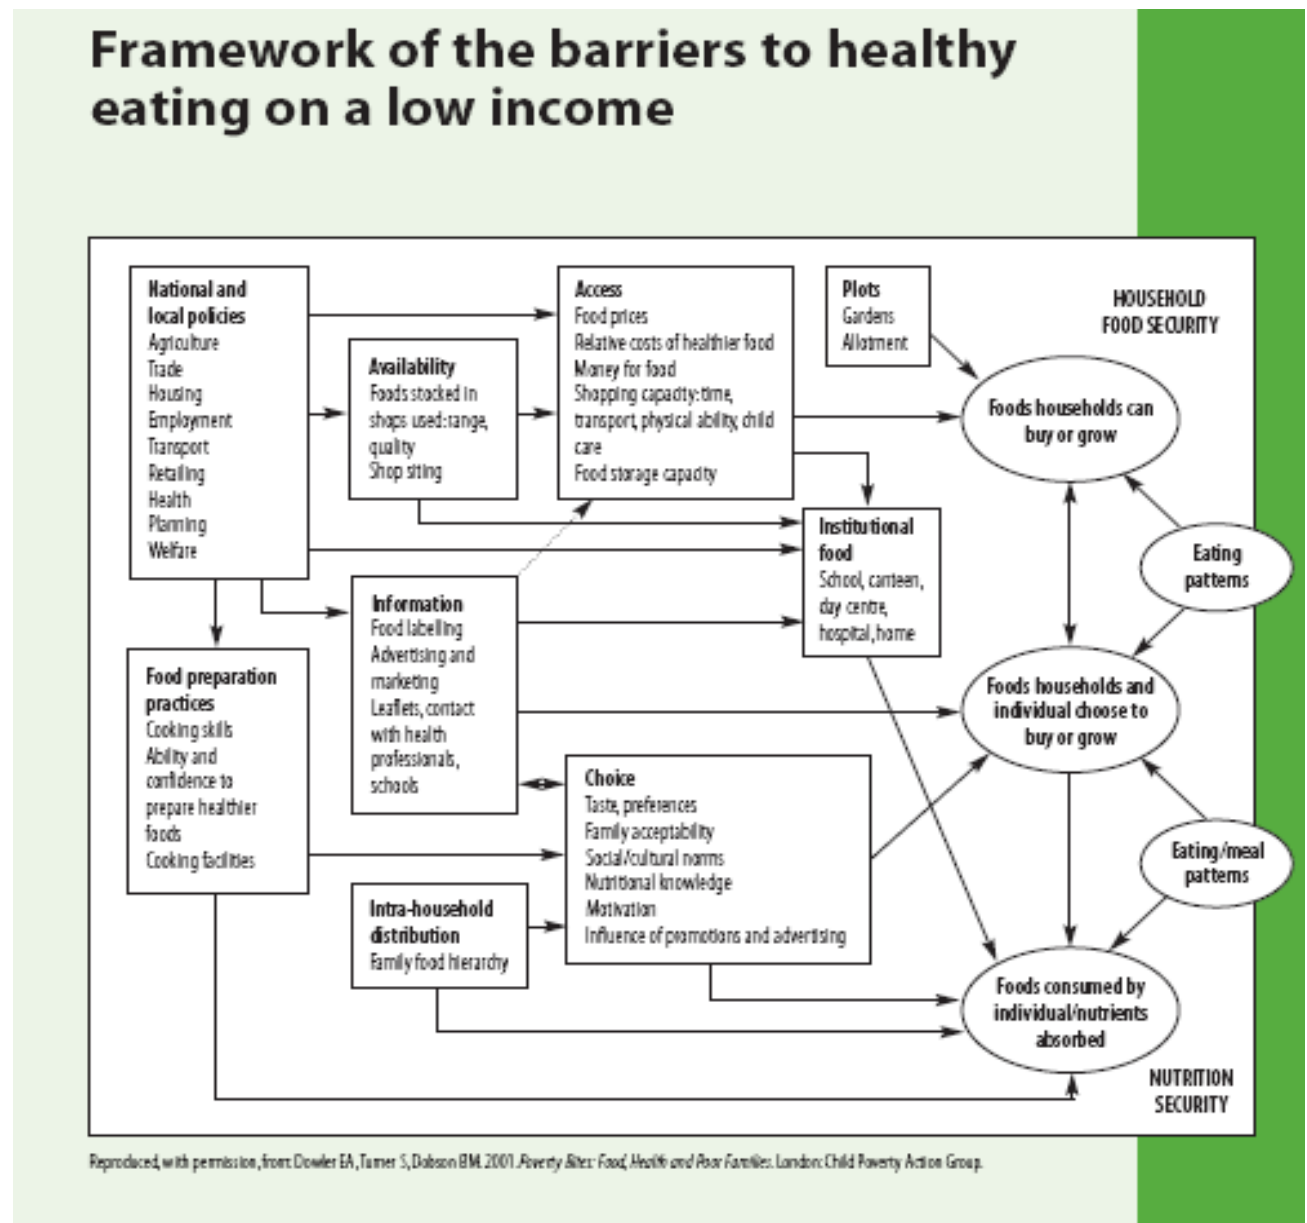 Framework of the barriers to healthy
eating on a low income
National and
local policies
Agriculture
Trade
Housing
Employment
Transport
Retailing
Health
Planning
Welfare
Availability
Foods stocked in
shops used: range,
quality
Shop siting
Access
Food prices
Relative costs of healthier food
Money for food
Shopping capacity: time,
transport, physical ability, child
care
Food storage capacity
Plots
Gardens
Allotment
HOUSEHOLD
FOOD SECURITY
Foods households can
buy or grow
Institutional
food
School, canteen,
day centre,
hospital, home
Eating
patterns
Information
Food labelling
Advertising and
marketing
Leaflets, contact
with health
professionals,
schools
Food preparation
practices
Cooking skills
Ability and
confidence to
prepare healthier
foods
Cooking facilities
Foods households and
individual choose to
buy or grow
Choice
Taste, preferences
Family acceptability
Social/cultural norms
Nutritional knowledge
Motivation
Influence of promotions and advertising
Eating/meal
patterns
Intra-household
distribution
Family food hierarchy
Foods consumed by
individual/nutrients
absorbed
NUTRITION
SECURITY
Reproduced, with permission, from: Dowler EA, Turner S, Dobson BM. 2001. Poverty Bites: Food, Health and Poor Families. London: Child Poverty Action Group.